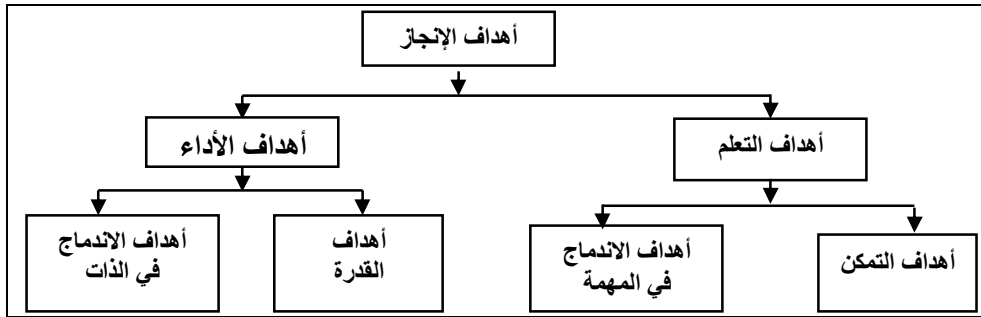 أهداف الإنجاز
أهداف التعلم
أهداف الأداء
أهداف التمكن
أهداف الاندماج
في المهمة
أهداف
القدرة
أهداف الاندماج
في الذات